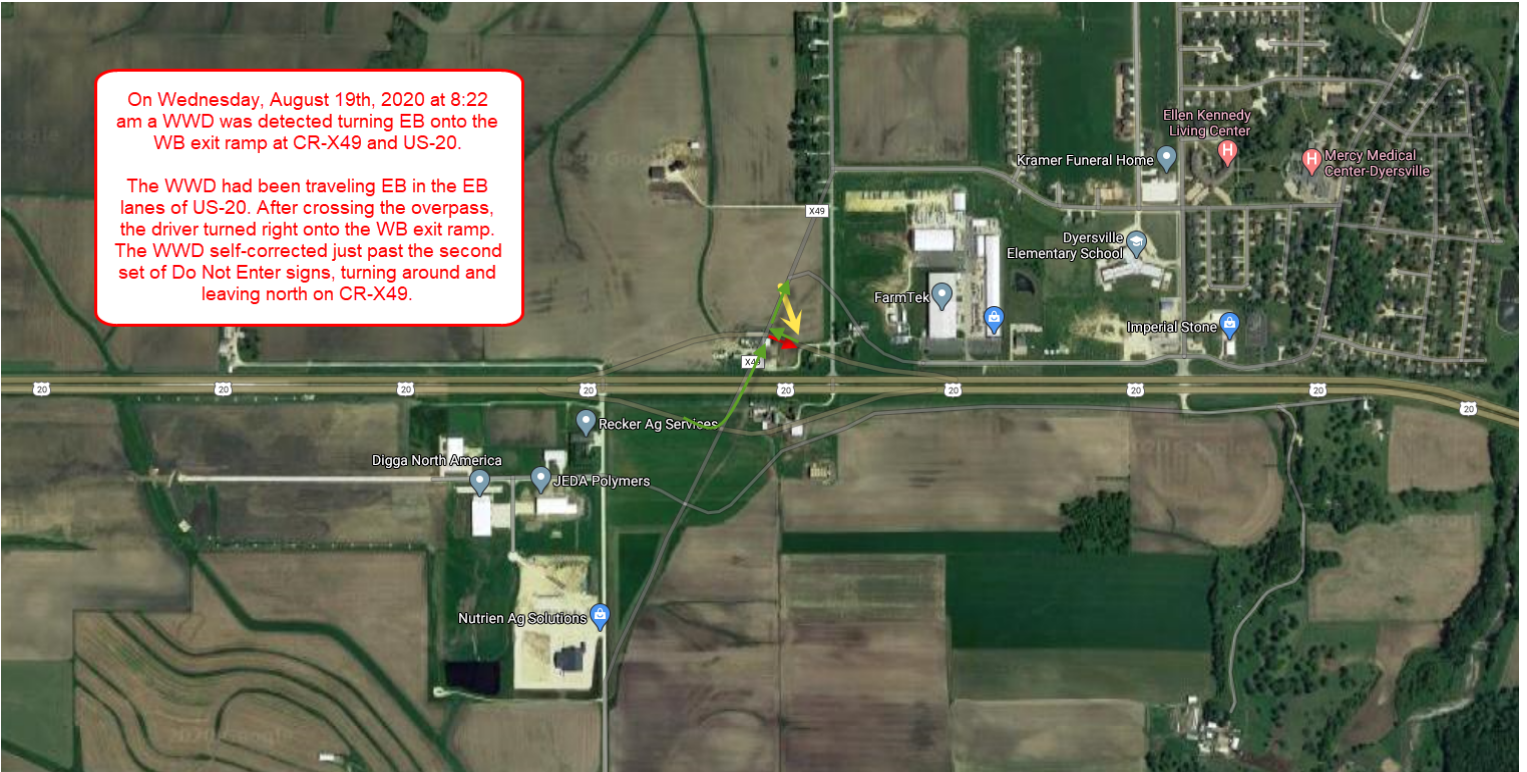 On Wednesday, August 19th, 2020 at 8:22
am a WWD was detected turning EB onto the
WB exit ramp at CR-X49 and US-20.
The WWD had been traveling EB in the EB
lanes of US-20. After crossing the overpass,
the driver turned right onto the WB exit ramp.
The WWD self-corrected just past the second
set of Do Not Enter signs, turning around and
leaving north on CR-X49.
Ellen Kennedy
Living Center
Kramer Funeral Home
H
H
Mercy Medical
Center-Dyersville
X49
Dyersville
Elementary School
FarmTek
Imperial Stone
X49
20
20
20
20
20
20
20
20
20
Recker Ag Services
Digga North America
JEDA Polymers
Nutrien Ag Solutions